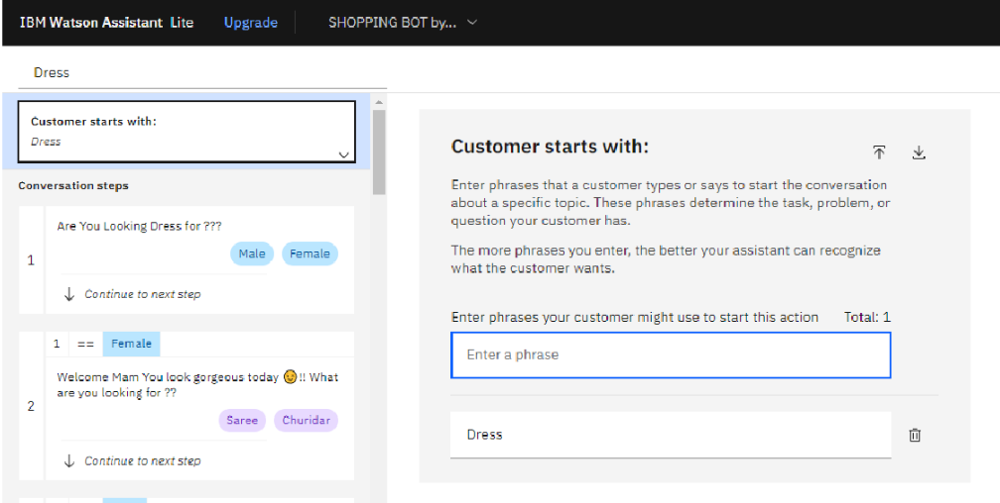 IBM Watson Assistant Lite Upgrade SHOPPING BOT by...
Dress
Customer starts with:
Dress
Conversation steps
1
Are You Looking Dress for ???
Male Female
Continue to next step
2
1 == Female
Welcome Mam You look gorgeous today 😉!! What
are you looking for ??
Saree Churidar
Continue to next step
Customer starts with:
Enter phrases that a customer types or says to start the conversation
about a specific topic. These phrases determine the task, problem, or
question your customer has.
The more phrases you enter, the better your assistant can recognize
what the customer wants.
Enter phrases your customer might use to start this action Total: 1
Enter a phrase
Dress